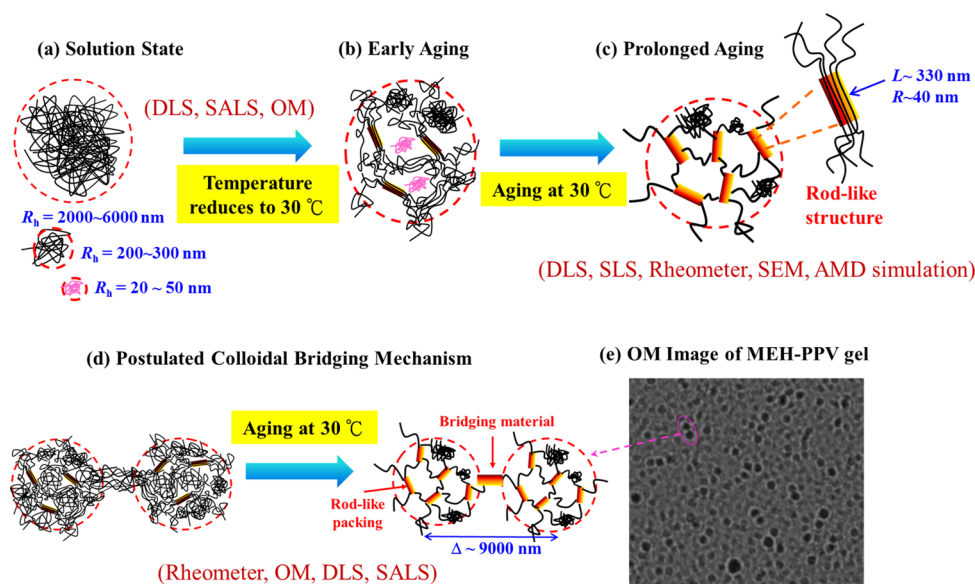 (a) Solution State
(b) Early Aging
(c) Prolonged Aging
(DLS, SALS, OM)
Temperature
reduces to 30 ℃
Aging at 30 ℃
L~ 330 nm
R~40 nm
Rod-like
structure
Rh = 2000~6000 nm
Rh = 200~300 nm
Rh = 20 ~ 50 nm
(DLS, SLS, Rheometer, SEM, AMD simulation)
(d) Postulated Colloidal Bridging Mechanism
(e) OM Image of MEH-PPV gel
Aging at 30 ℃
Bridging material
Rod-like
packing
Δ ~ 9000 nm
(Rheometer, OM, DLS, SALS)